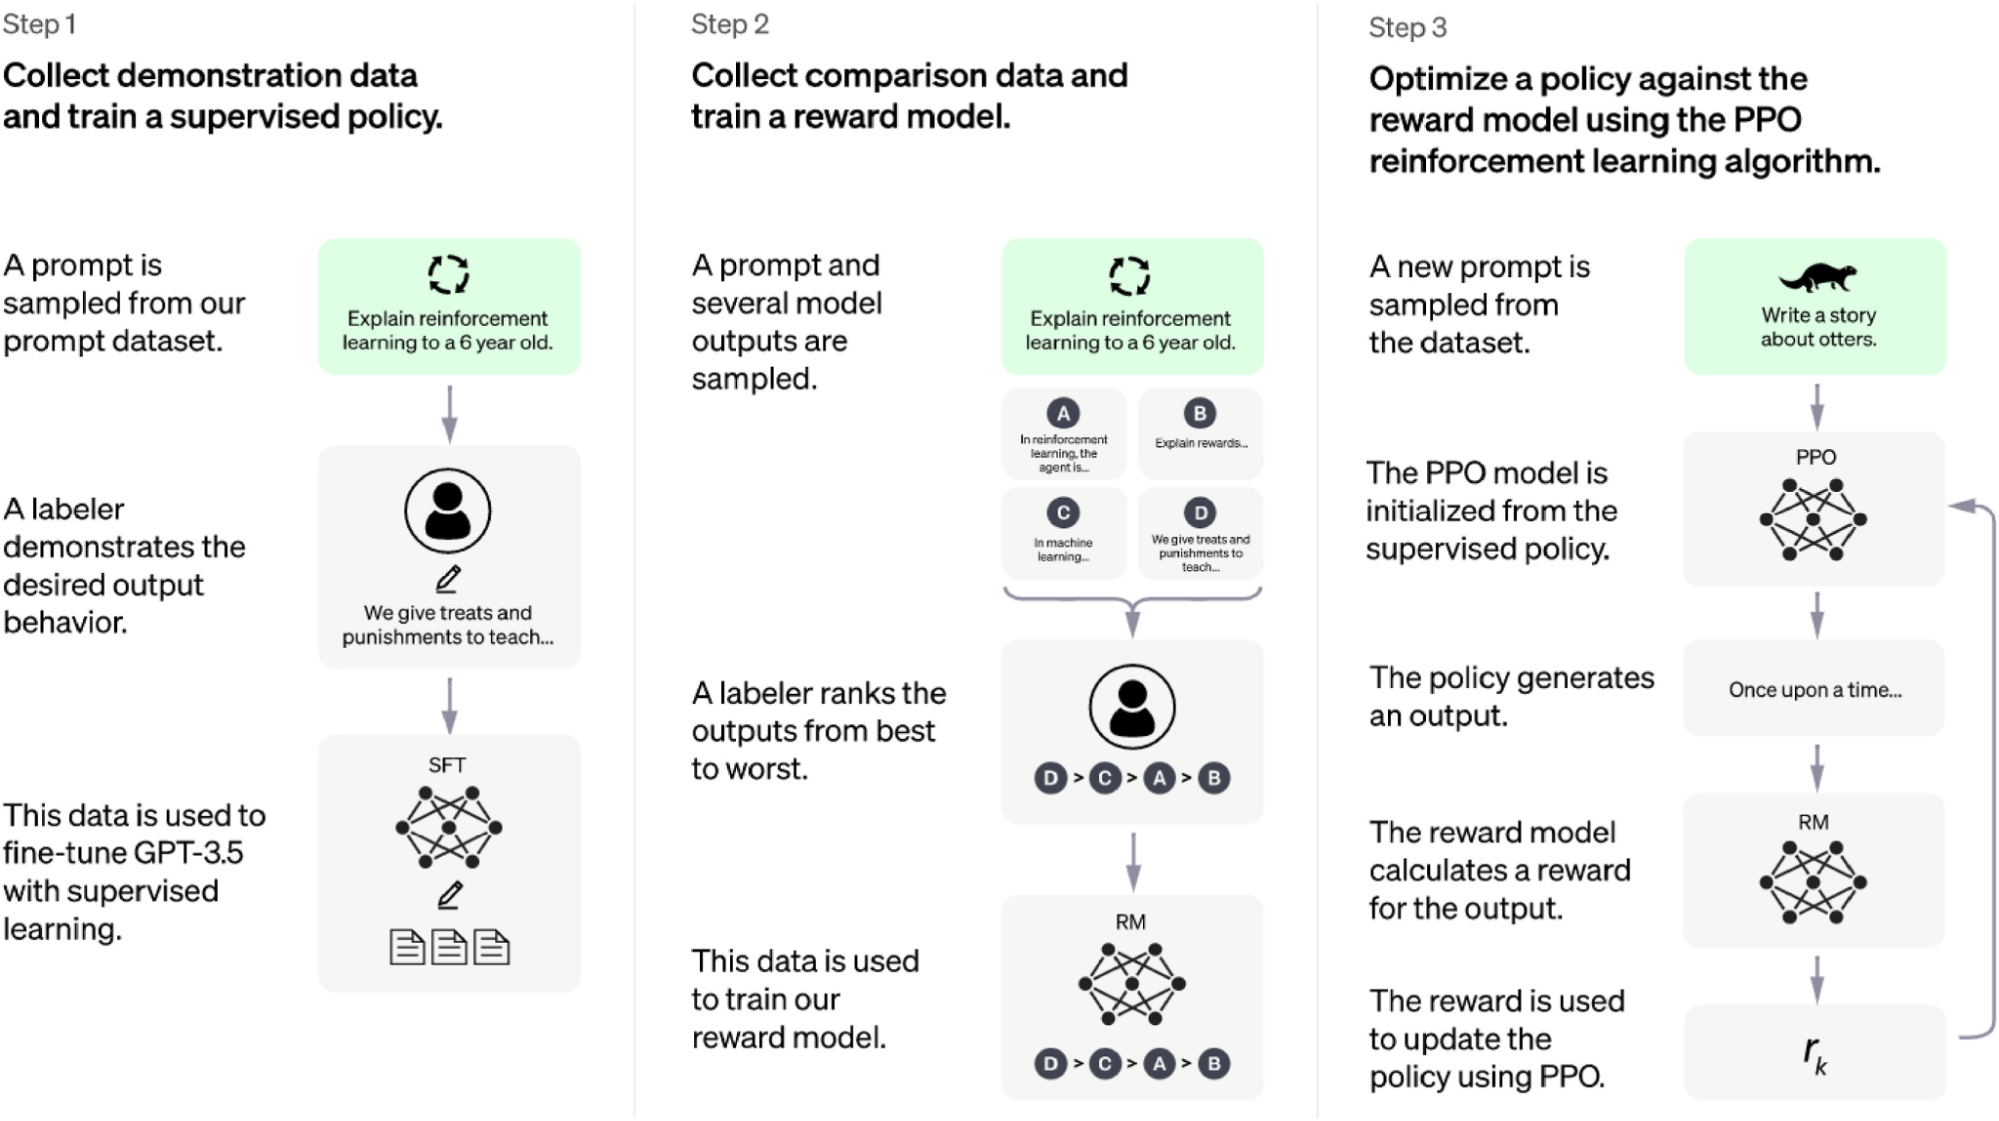 Step 1
Collect demonstration data
and train a supervised policy.
A prompt is
sampled from our
prompt dataset.
Explain reinforcement
learning to a 6 year old.
A labeler
demonstrates the
desired output
behavior.
We give treats and
punishments to teach...
This data is used to
fine-tune GPT-3.5
with supervised
learning.
SFT
Step 2
Collect comparison data and
train a reward model.
A prompt and
several model
outputs are
sampled.
Explain reinforcement
learning to a 6 year old.
A
In reinforcement
learning, the
agent is...
B
Explain rewards...
C
In machine
learning...
D
We give treats and
punishments to
teach...
A labeler ranks the
outputs from best
to worst.
D > C > A > B
This data is used
to train our
reward model.
RM
D > C > A > B
Step 3
Optimize a policy against the
reward model using the PPO
reinforcement learning algorithm.
A new prompt is
sampled from
the dataset.
Write a story
about otters.
The PPO model is
initialized from the
supervised policy.
PPO
The policy generates
an output.
Once upon a time...
The reward model
calculates a reward
for the output.
RM
The reward is used
to update the
policy using PPO.
r_k